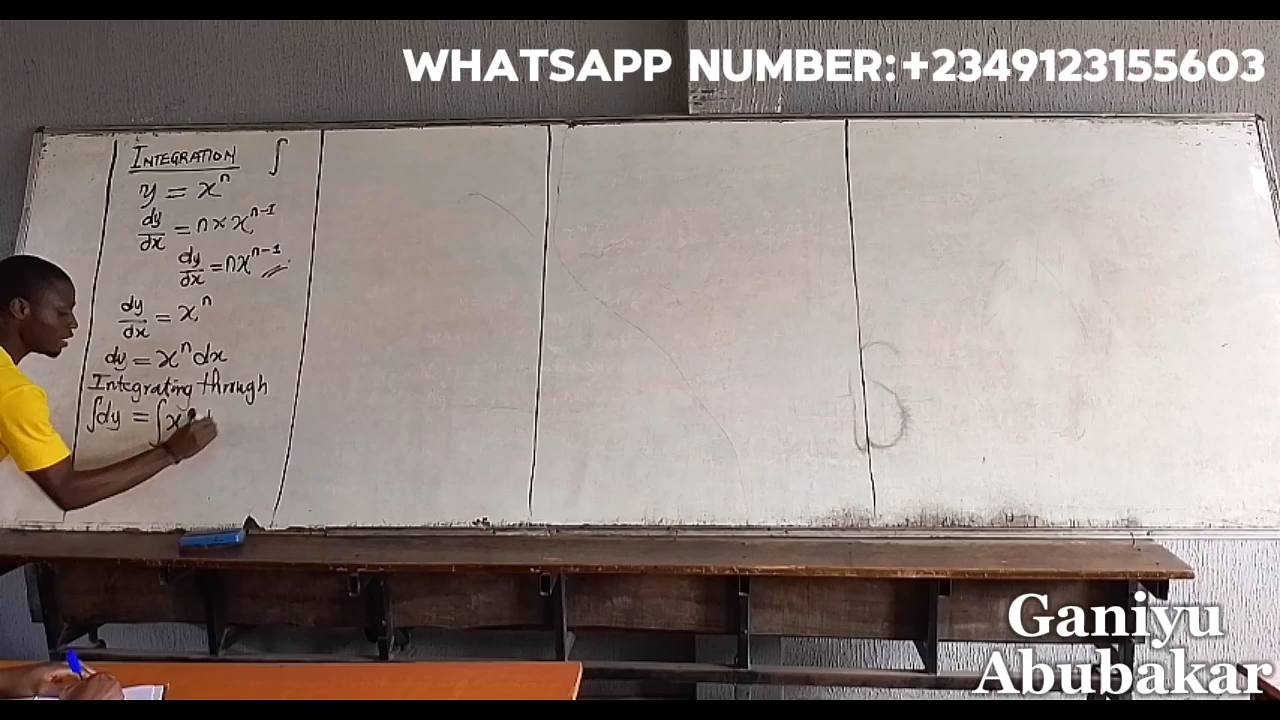 WHATSAPP NUMBER:+2349123155603
INTEGRATION ∫
y = x^n
dy/dx = n × x^{n-1}
dy/dx = nx^{n-1}
dy/dx = x^n
dy = x^n dx
Integrating through
∫dy = ∫x
Ganiyu
Abubakar